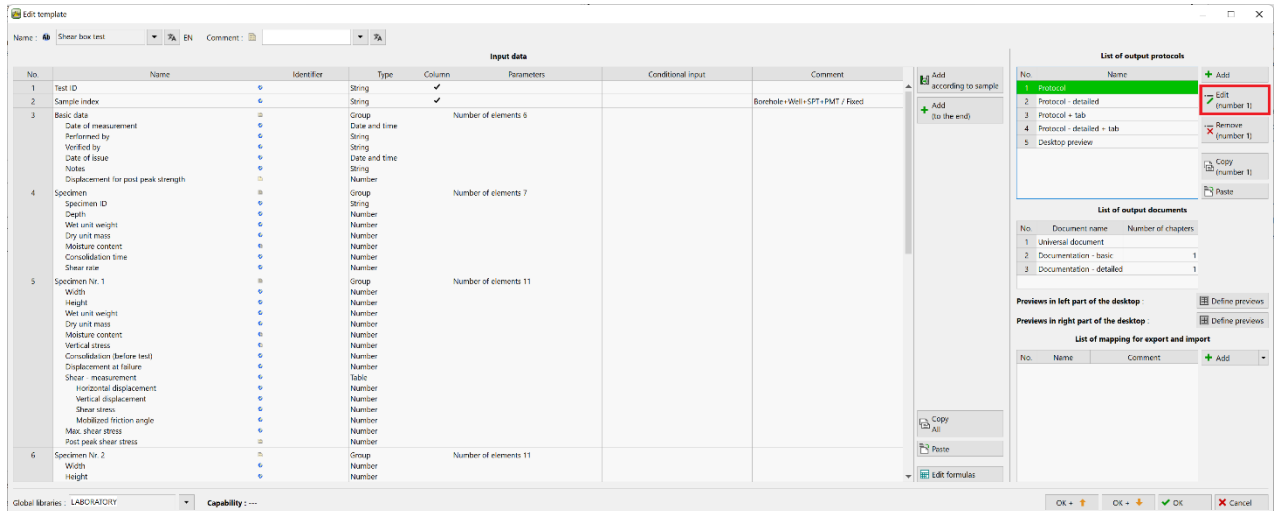 Edit template
Name : Shear box test EN Comment :
Input data
No. Name Identifier Type Column Parameters Conditional input Comment
1 Test ID String ✔
2 Sample index String ✔ Borehole+Well+SPT+PMT / Fixed
3 Basic data Group Number of elements 6
Date of measurement Date and time
Performed by String
Verified by String
Date of issue Date and time
Notes String
Displacement for post peak strength Number
4 Specimen Group Number of elements 7
Specimen ID String
Depth Number
Wet unit weight Number
Dry unit mass Number
Moisture content Number
Consolidation time Number
Shear rate Number
5 Specimen Nr. 1 Group Number of elements 11
Width Number
Height Number
Wet unit weight Number
Dry unit mass Number
Moisture content Number
Vertical stress Number
Consolidation (before test) Number
Displacement at failure Number
Shear - measurement Table
Horizontal displacement Number
Vertical displacement Number
Shear stress Number
Mobilized friction angle Number
Max. shear stress Number
Post peak shear stress Number
6 Specimen Nr. 2 Group Number of elements 11
Width Number
Height Number
Add
according to sample
Add
(to the end)
Copy
All
Paste
Edit formulas
List of output protocols
No. Name
1 Protocol
2 Protocol - detailed
3 Protocol + tab
4 Protocol - detailed + tab
5 Desktop preview
Add
Edit
(number 1)
Remove
(number 1)
Copy
(number 1)
Paste
List of output documents
No. Document name Number of chapters
1 Universal document
2 Documentation - basic 1
3 Documentation - detailed 1
Previews in left part of the desktop : Define previews
Previews in right part of the desktop : Define previews
List of mapping for export and import
No. Name Comment Add
Global libraries : LABORATORY Capability : ---
OK + OK + OK Cancel